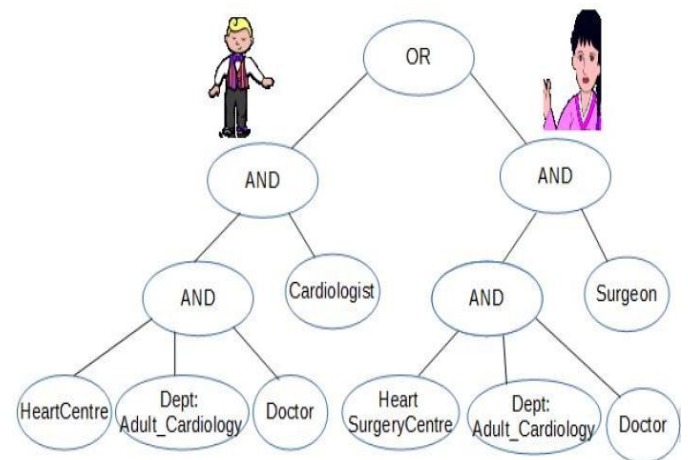 OR
AND
AND
AND
Cardiologist
AND
Surgeon
HeartCentre
Dept:
Adult_Cardiology
Doctor
Heart
SurgeryCentre
Dept:
Adult_Cardiology
Doctor